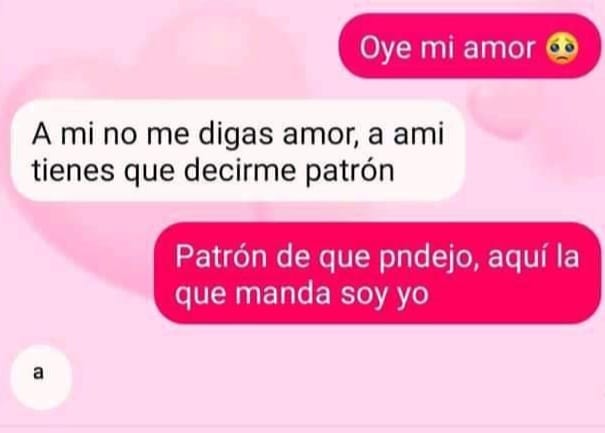 Oye mi amor 🥺
A mi no me digas amor, a ami
tienes que decirme patrón
Patrón de que pndejo, aquí la
que manda soy yo
a